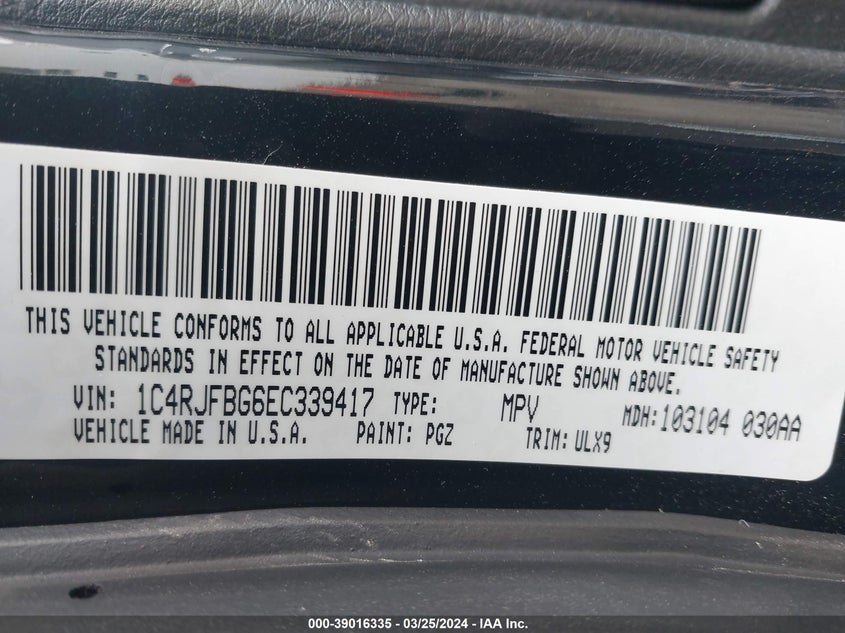 THIS VEHICLE CONFORMS TO ALL APPLICABLE U.S.A. FEDERAL MOTOR VEHICLE SAFETY
STANDARDS IN EFFECT ON THE DATE OF MANUFACTURE SHOWN ABOVE.
VIN: 1C4RJFBG6EC339417 TYPE: MPV MDH:103104 030AA
VEHICLE MADE IN U.S.A. PAINT: PGZ TRIM: ULX9
000-39016335 - 03/25/2024 - IAA Inc.